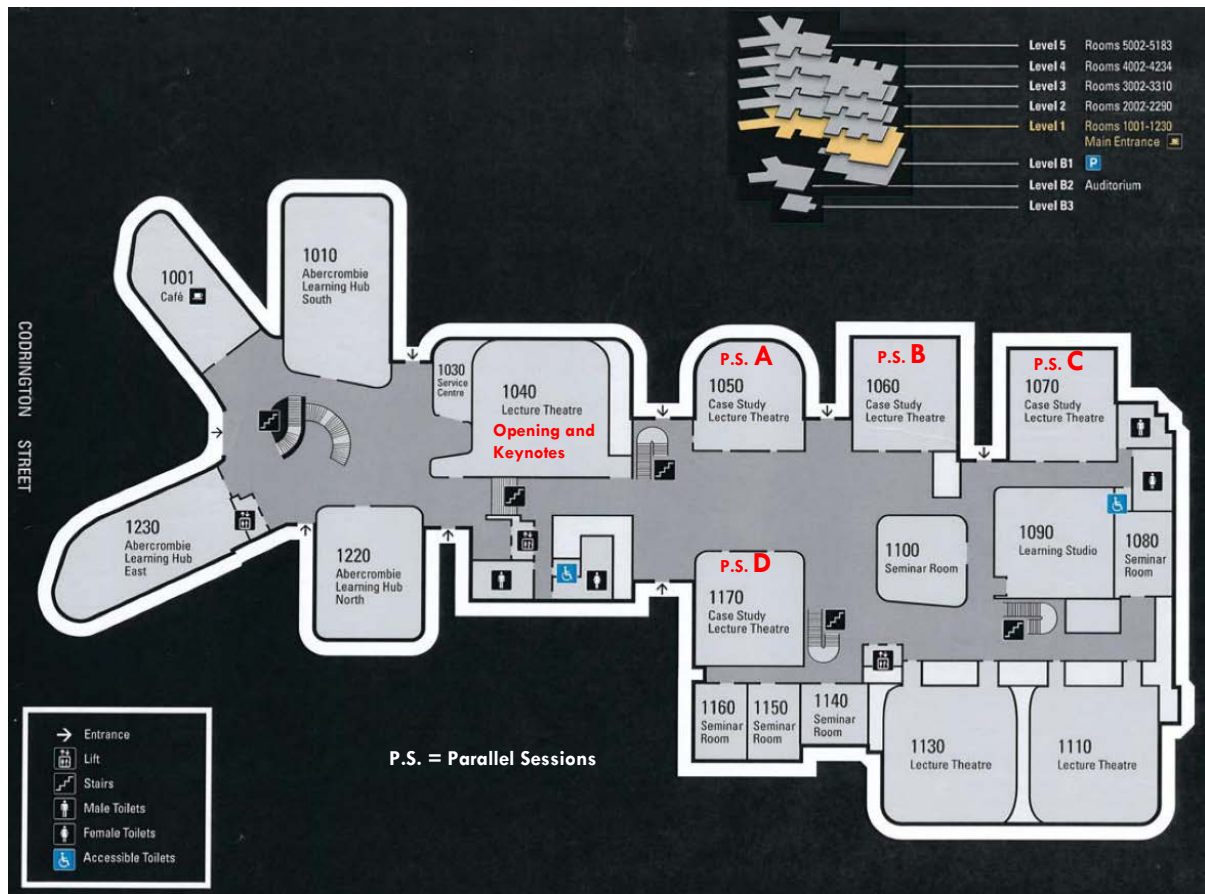 Level 5 Rooms 5002-5183
Level 4 Rooms 4002-4234
Level 3 Rooms 3002-3310
Level 2 Rooms 2002-2290
Level 1 Rooms 1001-1230
Main Entrance
Level B1 P
Level B2 Auditorium
Level B3
CODRINGTON STREET
1001
Café
1010
Abercrombie
Learning Hub
South
1030
Service
Centre
1040
Lecture Theatre
Opening and
Keynotes
P.S. A
1050
Case Study
Lecture Theatre
P.S. B
1060
Case Study
Lecture Theatre
P.S. C
1070
Case Study
Lecture Theatre
1230
Abercrombie
Learning Hub
East
1220
Abercrombie
Learning Hub
North
P.S. D
1170
Case Study
Lecture Theatre
1100
Seminar Room
1090
Learning Studio
1080
Seminar
Room
1160
Seminar
Room
1150
Seminar
Room
1140
Seminar
Room
1130
Lecture Theatre
1110
Lecture Theatre
P.S. = Parallel Sessions
Entrance
Lift
Stairs
Male Toilets
Female Toilets
Accessible Toilets